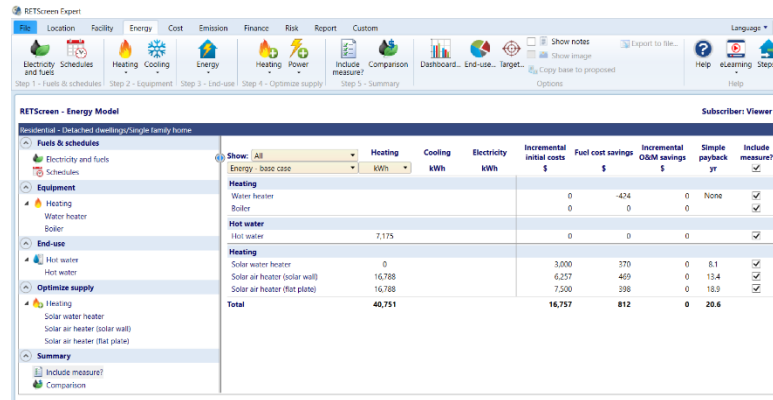 RETScreen Expert
File Location Facility Energy Cost Emission Finance Risk Report Custom Language
Electricity and fuels Schedules Heating Cooling Energy Heating Power Include measure? Comparison Dashboard... End-use... Target... Show notes Show image Copy base to proposed Export to file... Help eLearning
Step 1 - Fuels & schedules Step 2 - Equipment Step 3 - End-use Step 4 - Optimize supply Step 5 - Summary Options Help
RETScreen - Energy Model Subscriber: Viewer
Residential - Detached dwellings/Single family home
Fuels & schedules
Electricity and fuels
Schedules
Equipment
Heating
Water heater
Boiler
End-use
Hot water
Hot water
Optimize supply
Heating
Solar water heater
Solar air heater (solar wall)
Solar air heater (flat plate)
Summary
Include measure?
Comparison
Show: All Heating Cooling Electricity Incremental initial costs Fuel cost savings Incremental O&M savings Simple payback Include measure?
Energy - base case kWh kWh kWh $ $ $ yr
Heating
Water heater 0 -424 0 None
Boiler 0 0 0
Hot water
Hot water 7,175 0 0 0
Heating
Solar water heater 0 3,000 370 0 8.1
Solar air heater (solar wall) 16,788 6,257 469 0 13.4
Solar air heater (flat plate) 16,788 7,500 398 0 18.9
Total 40,751 16,757 812 0 20.6